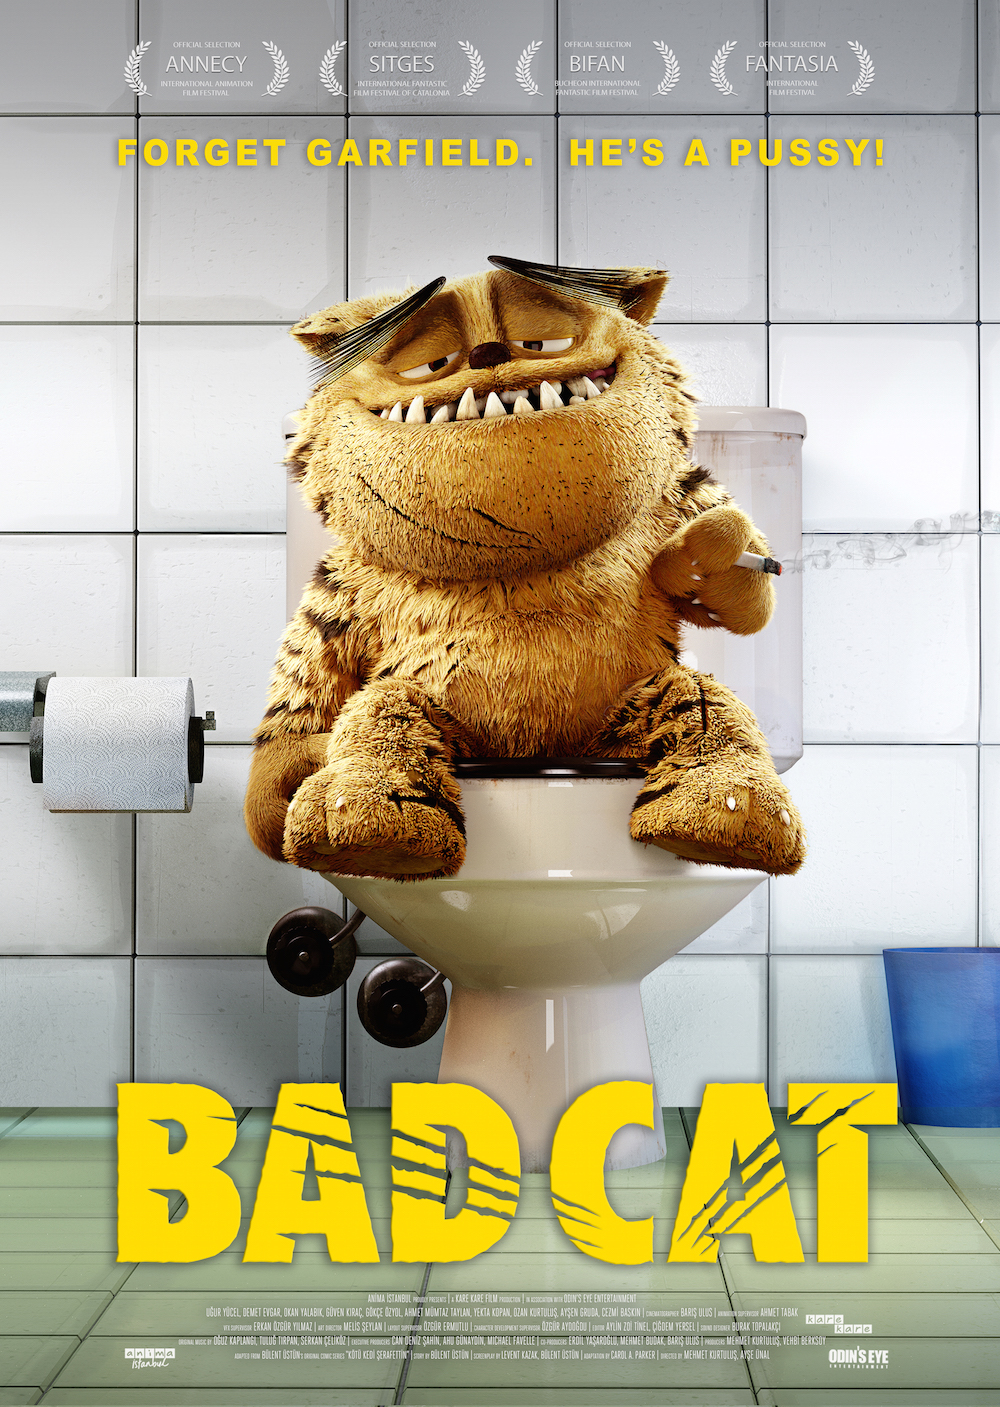 OFFICIAL SELECTION
ANNECY
INTERNATIONAL ANIMATION
FILM FESTIVAL
OFFICIAL SELECTION
SITGES
INTERNATIONAL FANTASTIC
FILM FESTIVAL OF CATALONIA
OFFICIAL SELECTION
BIFAN
BUCHEON INTERNATIONAL
FANTASTIC FILM FESTIVAL
OFFICIAL SELECTION
FANTASIA
INTERNATIONAL
FILM FESTIVAL
FORGET GARFIELD. HE'S A PUSSY!
BAD CAT
ANIMA ISTANBUL PROUDLY PRESENTS | A KARE KARE FILM PRODUCTION | IN ASSOCIATION WITH ODIN'S EYE ENTERTAINMENT
UĞUR YÜCEL, DEMET EVGAR, OKAN YALABIK, GÜVEN KIRAÇ, GÖKÇE ÖZYOL, AHMET MÜMTAZ TAYLAN, YEKTA KOPAN, OZAN KURTULUŞ, AYŞEN GRUDA, CEZMİ BASKIN | CINEMATOGRAPHER BARIŞ ULUS | ANIMATION SUPERVISOR AHMET TABAK
VFX SUPERVISOR ERKAN ÖZGÜR YILMAZ | ART DIRECTOR MELİS ŞEYLAN | LAYOUT SUPERVISOR ÖZGÜR ERMUTLU | CHARACTER DEVELOPMENT SUPERVISOR ÖZGÜR AYDOĞDU | EDITOR AYLİN ZOİ TİNEL, ÇİĞDEM YERSEL | SOUND DESIGNER BURAK TOPALAKÇI
ORIGINAL MUSIC BY OĞUZ KAPLANGI, TULUĞ TIRPAN, SERKAN ÇELİKÖZ | EXECUTIVE PRODUCERS CAN DENİZ ŞAHİN, AHU GÜNAYDIN, MICHAEL FAVELLE | CO-PRODUCERS ERDİL YAŞAROĞLU, MEHMET BUDAK, BARIŞ ULUS | PRODUCERS MEHMET KURTULUŞ, VEHBİ BERKSOY
ADAPTED FROM BÜLENT ÜSTÜN'S ORIGINAL COMIC SERIES "KÖTÜ KEDİ ŞERAFETTİN" | STORY BY BÜLENT ÜSTÜN | SCREENPLAY BY LEVENT KAZAK, BÜLENT ÜSTÜN | ADAPTATION BY CAROL A. PARKER | DIRECTED BY MEHMET KURTULUŞ, AYŞE ÜNAL
anima
istanbul
kare
kare
ODIN'S EYE
ENTERTAINMENT